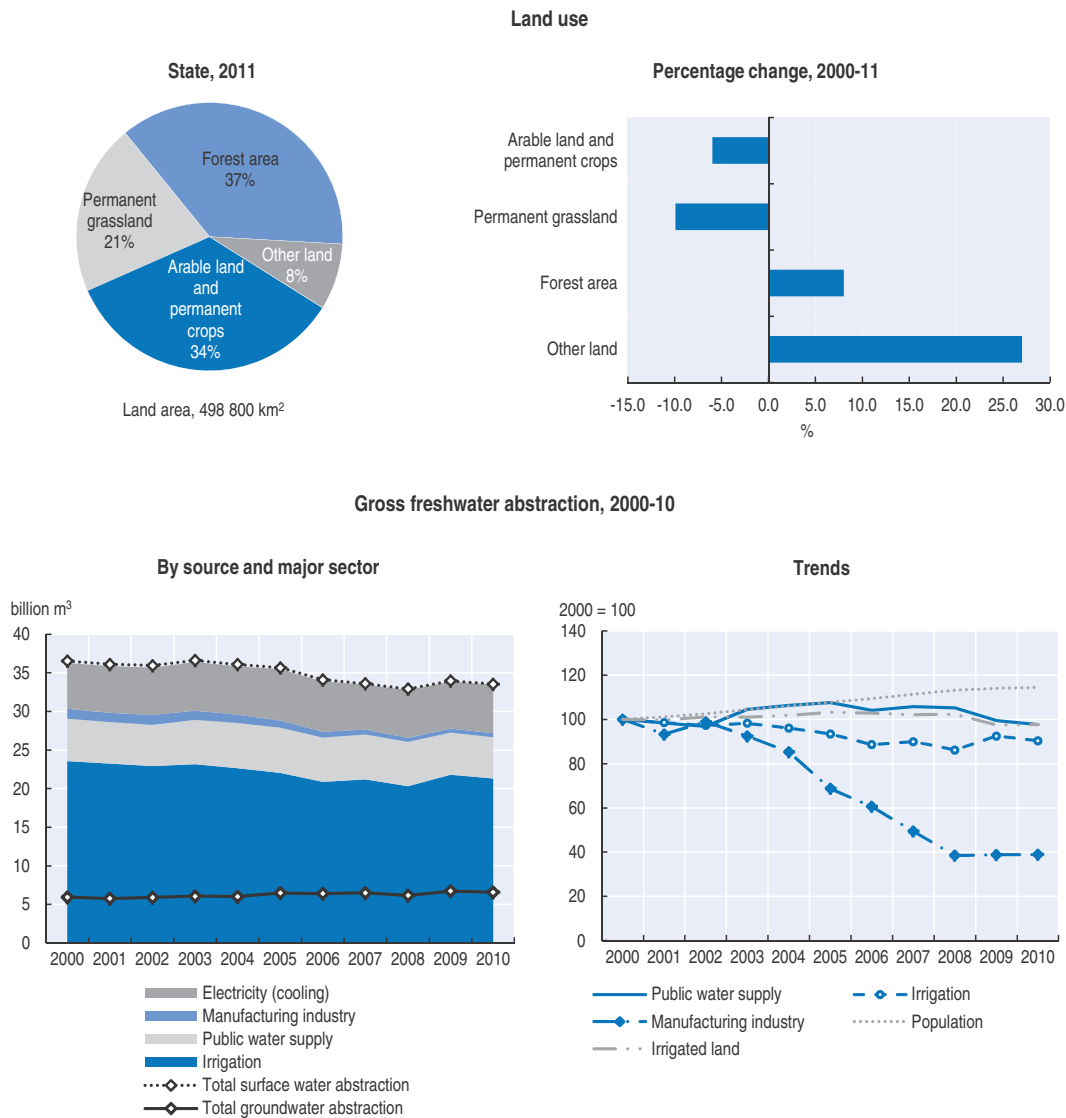 Land use
State, 2011
Forest area
37%
Permanent
grassland
21%
Other land
8%
Arable land
and
permanent
crops
34%
Land area, 498 800 km²
Percentage change, 2000-11
Arable land and
permanent crops
Permanent grassland
Forest area
Other land
-15.0 -10.0 -5.0 0.0 5.0 10.0 15.0 20.0 25.0 30.0
%
Gross freshwater abstraction, 2000-10
By source and major sector
billion m³
40
35
30
25
20
15
10
5
0
2000 2001 2002 2003 2004 2005 2006 2007 2008 2009 2010
Electricity (cooling)
Manufacturing industry
Public water supply
Irrigation
Total surface water abstraction
Total groundwater abstraction
Trends
2000 = 100
140
120
100
80
60
40
20
0
2000 2001 2002 2003 2004 2005 2006 2007 2008 2009 2010
Public water supply
Irrigation
Manufacturing industry
Population
Irrigated land